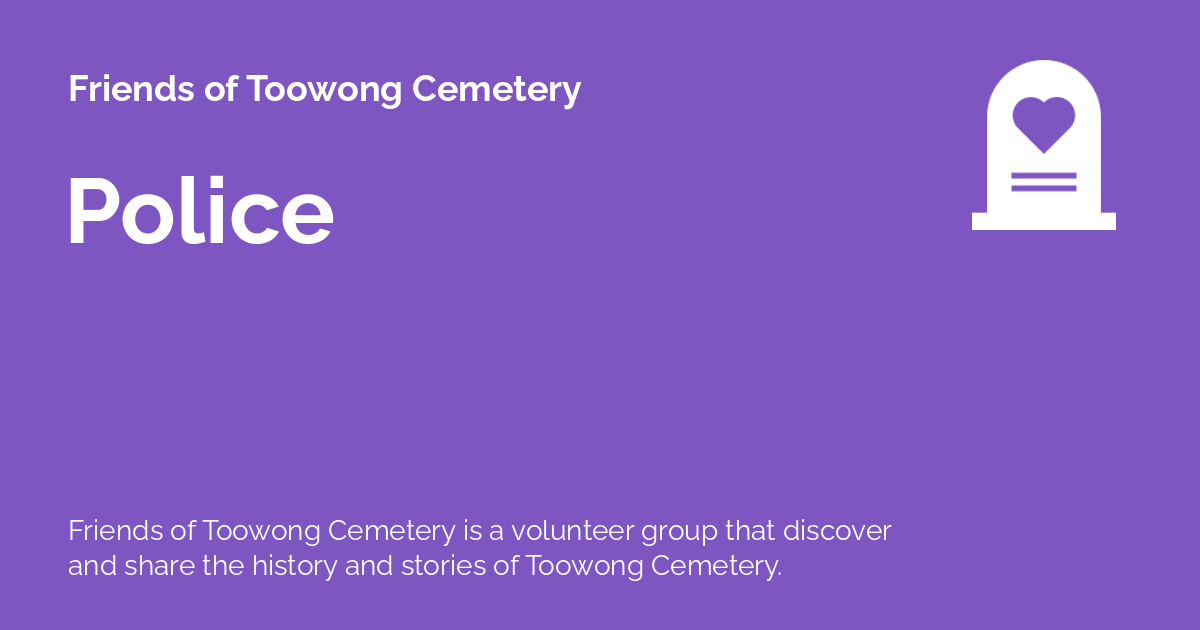 Friends of Toowong Cemetery
Police
Friends of Toowong Cemetery is a volunteer group that discover
and share the history and stories of Toowong Cemetery.